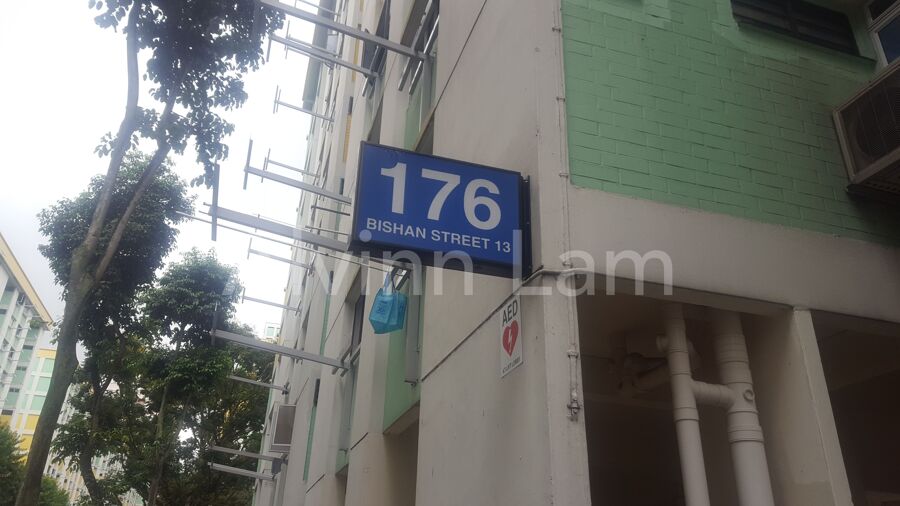 176
BISHAN STREET 13
vinn Lam
AED